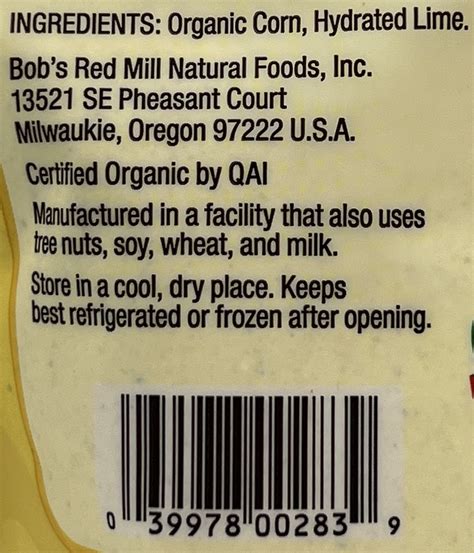 INGREDIENTS: Organic Corn, Hydrated Lime.
Bob's Red Mill Natural Foods, Inc.
13521 SE Pheasant Court
Milwaukie, Oregon 97222 U.S.A.
Certified Organic by QAI
Manufactured in a facility that also uses
tree nuts, soy, wheat, and milk.
Store in a cool, dry place. Keeps
best refrigerated or frozen after opening.
0 39978 00283 9